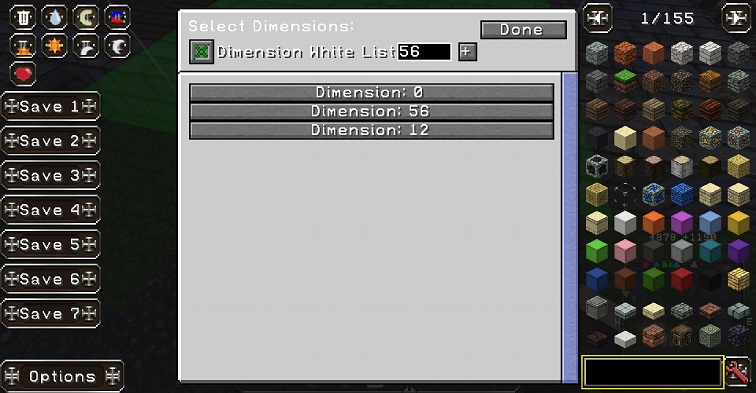 Select Dimensions:
Done
Dimension White List
56
+
Dimension: 0
Dimension: 56
Dimension: 12
Save 1
Save 2
Save 3
Save 4
Save 5
Save 6
Save 7
Options
1/155